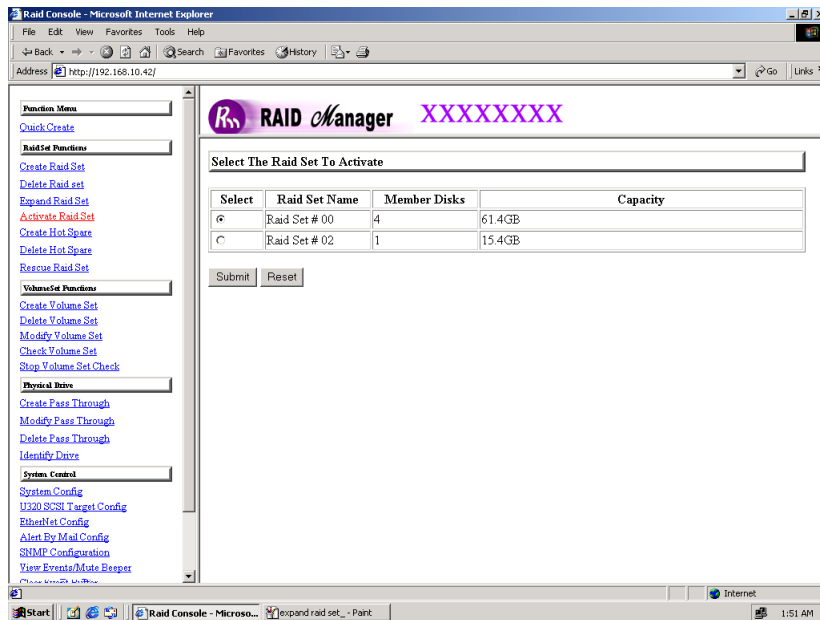 Raid Console - Microsoft Internet Explorer
File Edit View Favorites Tools Help
Back Search Favorites History
Address http://192.168.10.42/ Go Links
Function Menu
Quick Create
RaidSet Functions
Create Raid Set
Delete Raid set
Expand Raid Set
Activate Raid Set
Create Hot Spare
Delete Hot Spare
Rescue Raid Set
VolumeSet Functions
Create Volume Set
Delete Volume Set
Modify Volume Set
Check Volume Set
Stop Volume Set Check
Physical Drive
Create Pass Through
Modify Pass Through
Delete Pass Through
Identify Drive
System Control
System Config
U320 SCSI Target Config
EtherNet Config
Alert By Mail Config
SNMP Configuration
View Events/Mute Beeper
Clear Event Buffer
RAID Manager XXXXXXXX
Select The Raid Set To Activate
Select Raid Set Name Member Disks Capacity
Raid Set # 00 4 61.4GB
Raid Set # 02 1 15.4GB
Submit Reset
Internet
Start Raid Console - Microso... expand raid set_ - Paint 1:51 AM